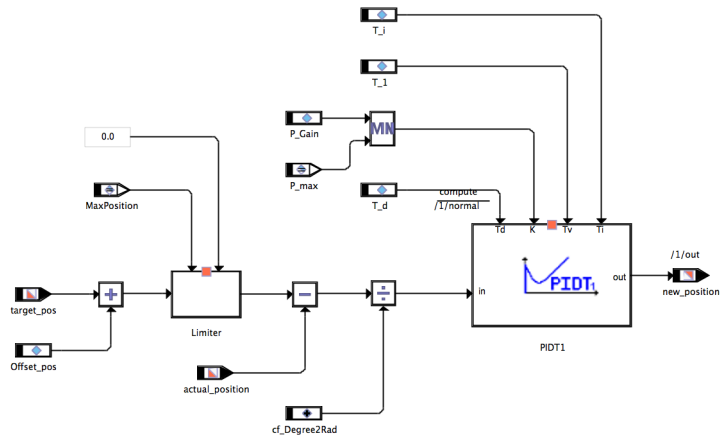 T_i
T_1
0.0
P_Gain
MN
P_max
MaxPosition
T_d
compute
/1/normal
Td
K
Tv
Ti
/1/out
target_pos
Limiter
in
PIDT1
out
new_position
Offset_pos
actual_position
PIDT1
cf_Degree2Rad